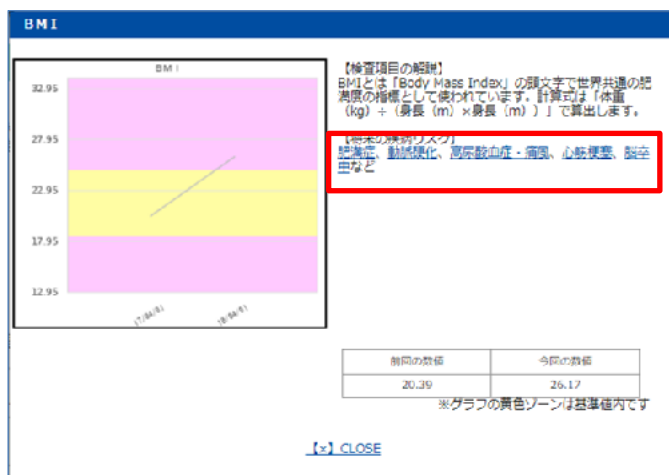 BMI
BMI
32.95
27.95
22.95
17.95
12.95
【検査項目の解説】
BMIとは「Body Mass Index」の頭文字で世界共通の肥
満度の指標として使われています。計算式は「体重
(kg) ÷ (身長 (m) ×身長 (m) ) 」で算出します。
【将来の疾病リスク】
肥満症、動脈硬化、高尿酸血症・痛風、心筋梗塞、脳卒
中など
前回の数値 今回の数値
20.39 26.17
※グラフの黄色ゾーンは基準値内です
【x】CLOSE